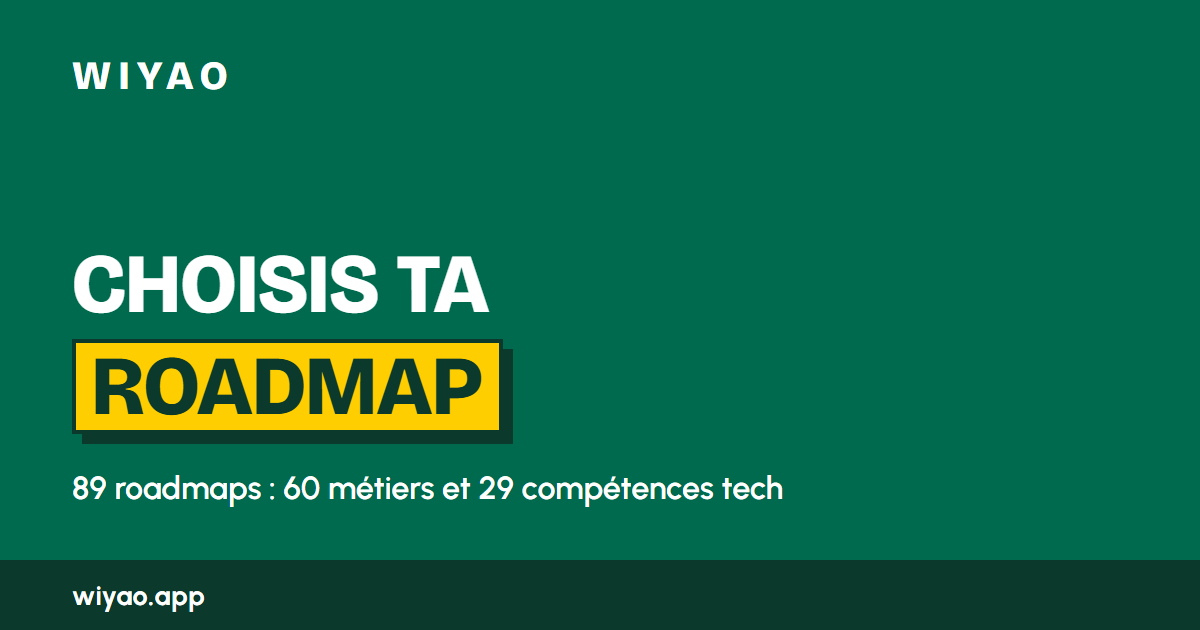 WIYAO
CHOISIS TA
ROADMAP
89 roadmaps : 60 métiers et 29 compétences tech
wiyao.app